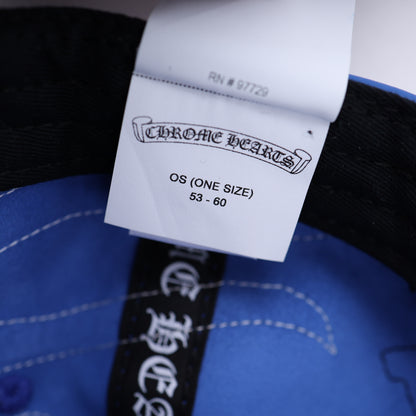 RN # 97729
CHROME HEARTS
OS (ONE SIZE)
53 - 60